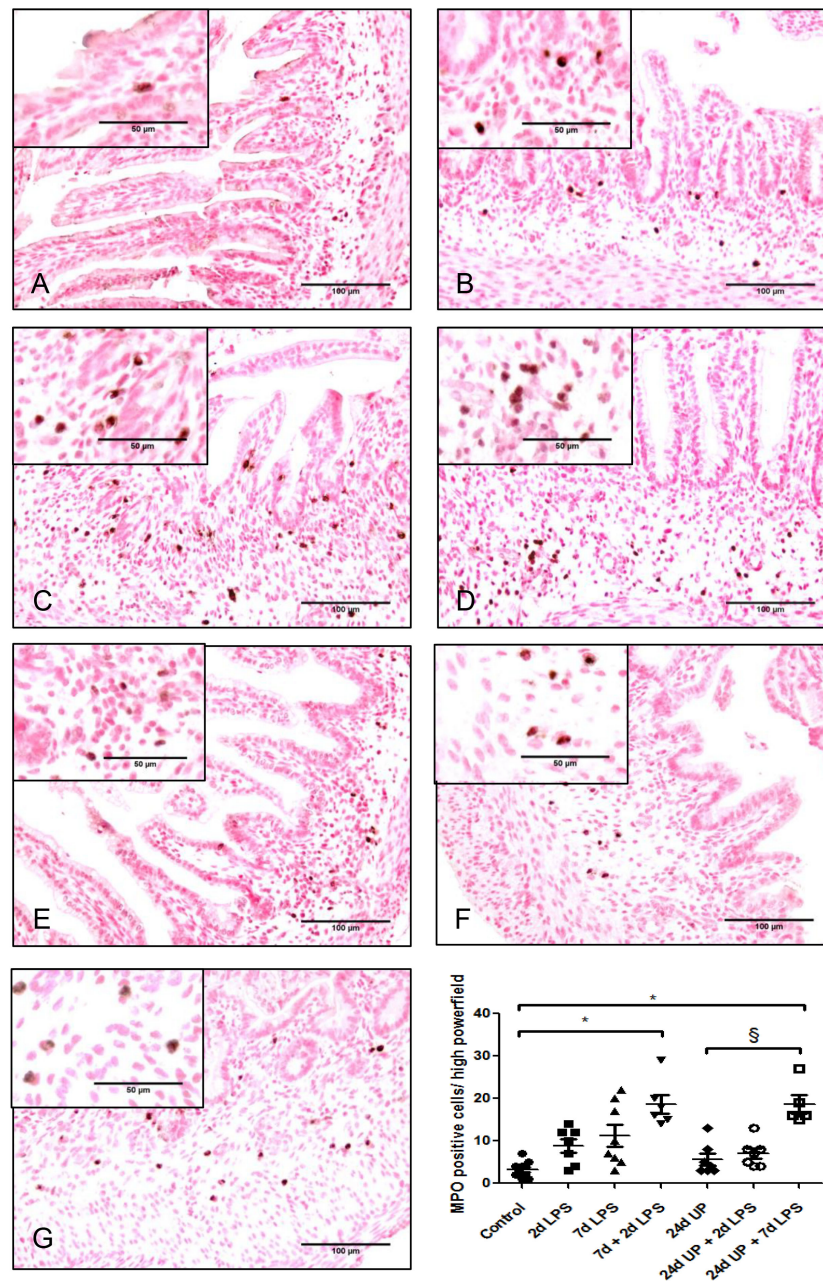 50 µm
100 µm
A
50 µm
100 µm
B
50 µm
100 µm
C
50 µm
100 µm
D
50 µm
100 µm
E
50 µm
100 µm
F
50 µm
100 µm
G
MPO positive cells/ high powerfield
40
30
20
10
0
*
*
§
Control
2d LPS
7d LPS
7d + 2d LPS
24d UP
24d UP + 2d LPS
24d UP + 7d LPS